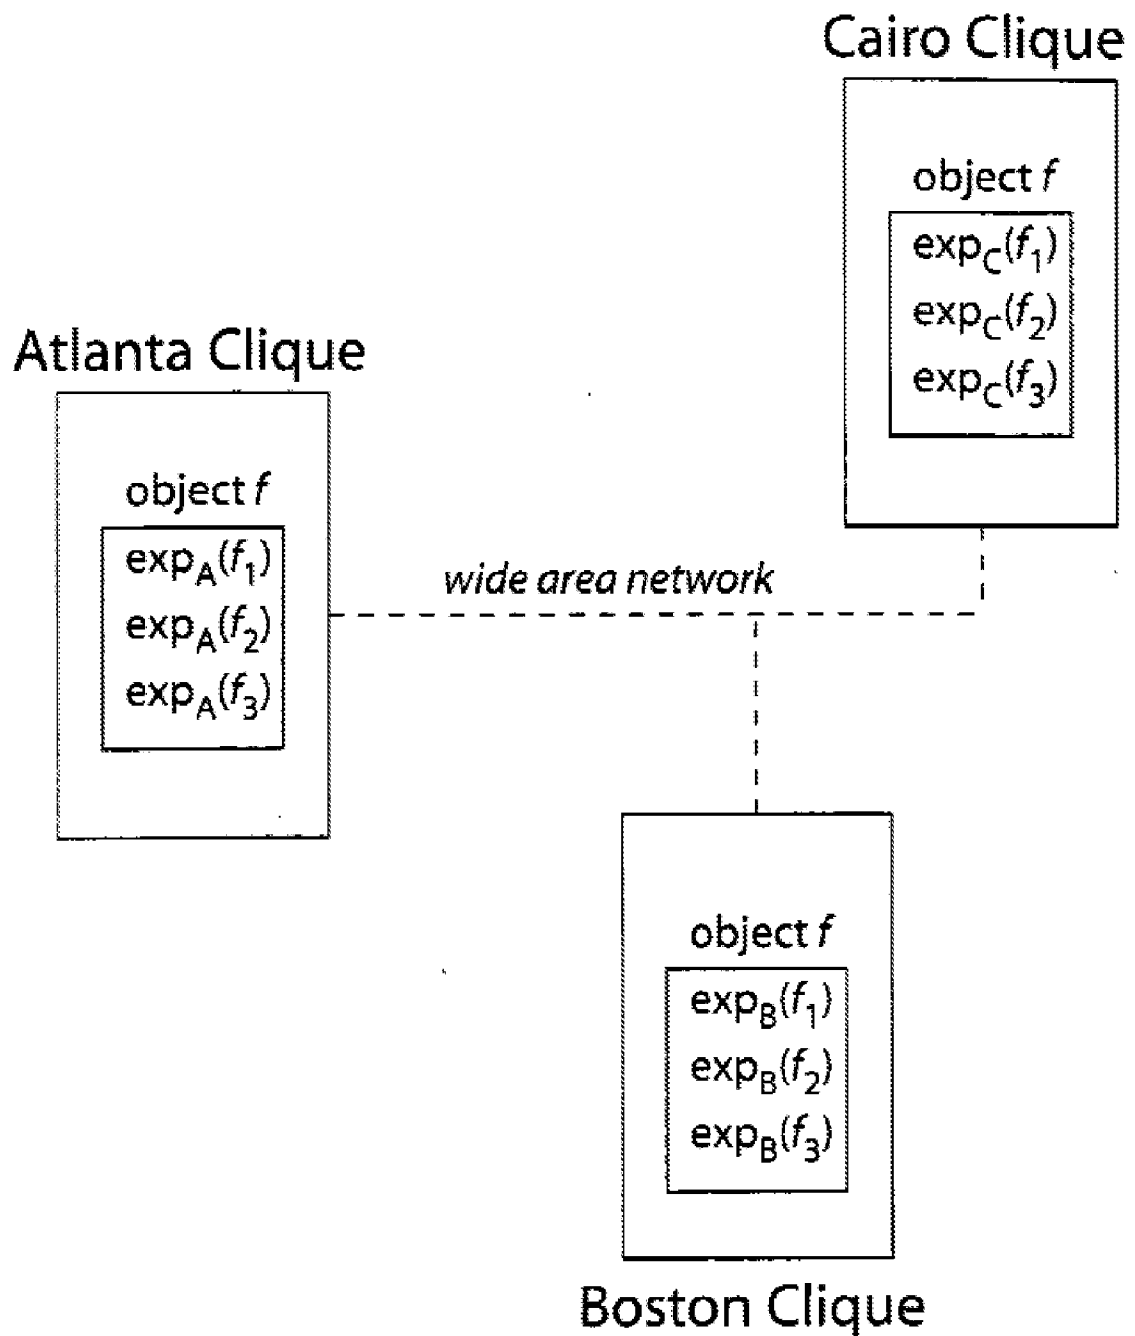 Cairo Clique
object f
exp_C(f_1)
exp_C(f_2)
exp_C(f_3)
Atlanta Clique
object f
exp_A(f_1)
exp_A(f_2)
exp_A(f_3)
wide area network
object f
exp_B(f_1)
exp_B(f_2)
exp_B(f_3)
Boston Clique